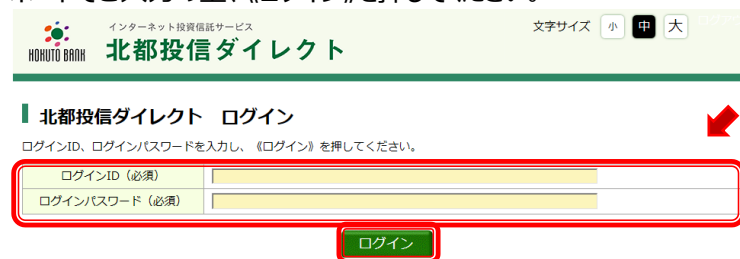 インターネット投資信託サービス
文字サイズ 小 中 大
HOKUTO BANK 北都投信ダイレクト
北都投信ダイレクト ログイン
ログインID、ログインパスワードを入力し、《ログイン》を押してください。
ログインID（必須）
ログインパスワード（必須）
ログイン